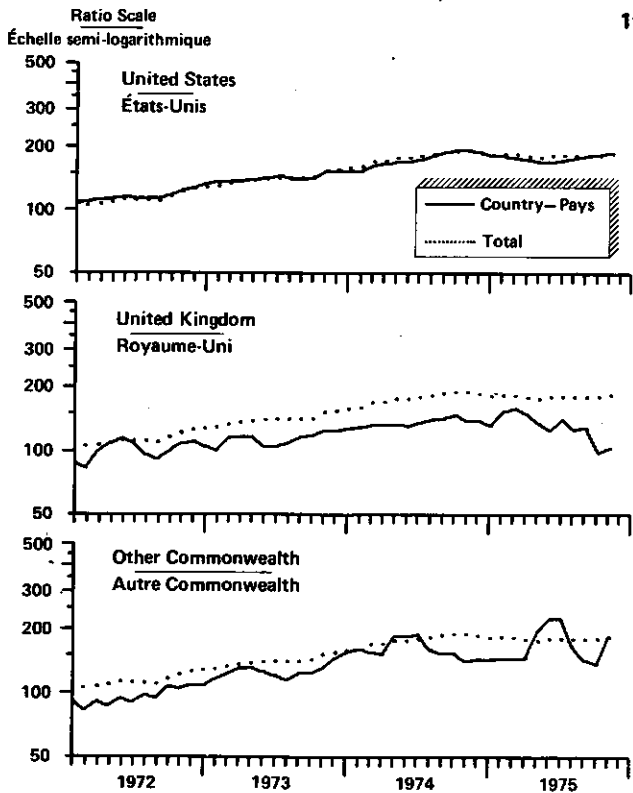 Ratio Scale
Échelle semi-logarithmique
500
300
200
100
50
United States
États-Unis
Country–Pays
Total
500
300
200
100
50
United Kingdom
Royaume-Uni
500
300
200
100
50
Other Commonwealth
Autre Commonwealth
1972 1973 1974 1975